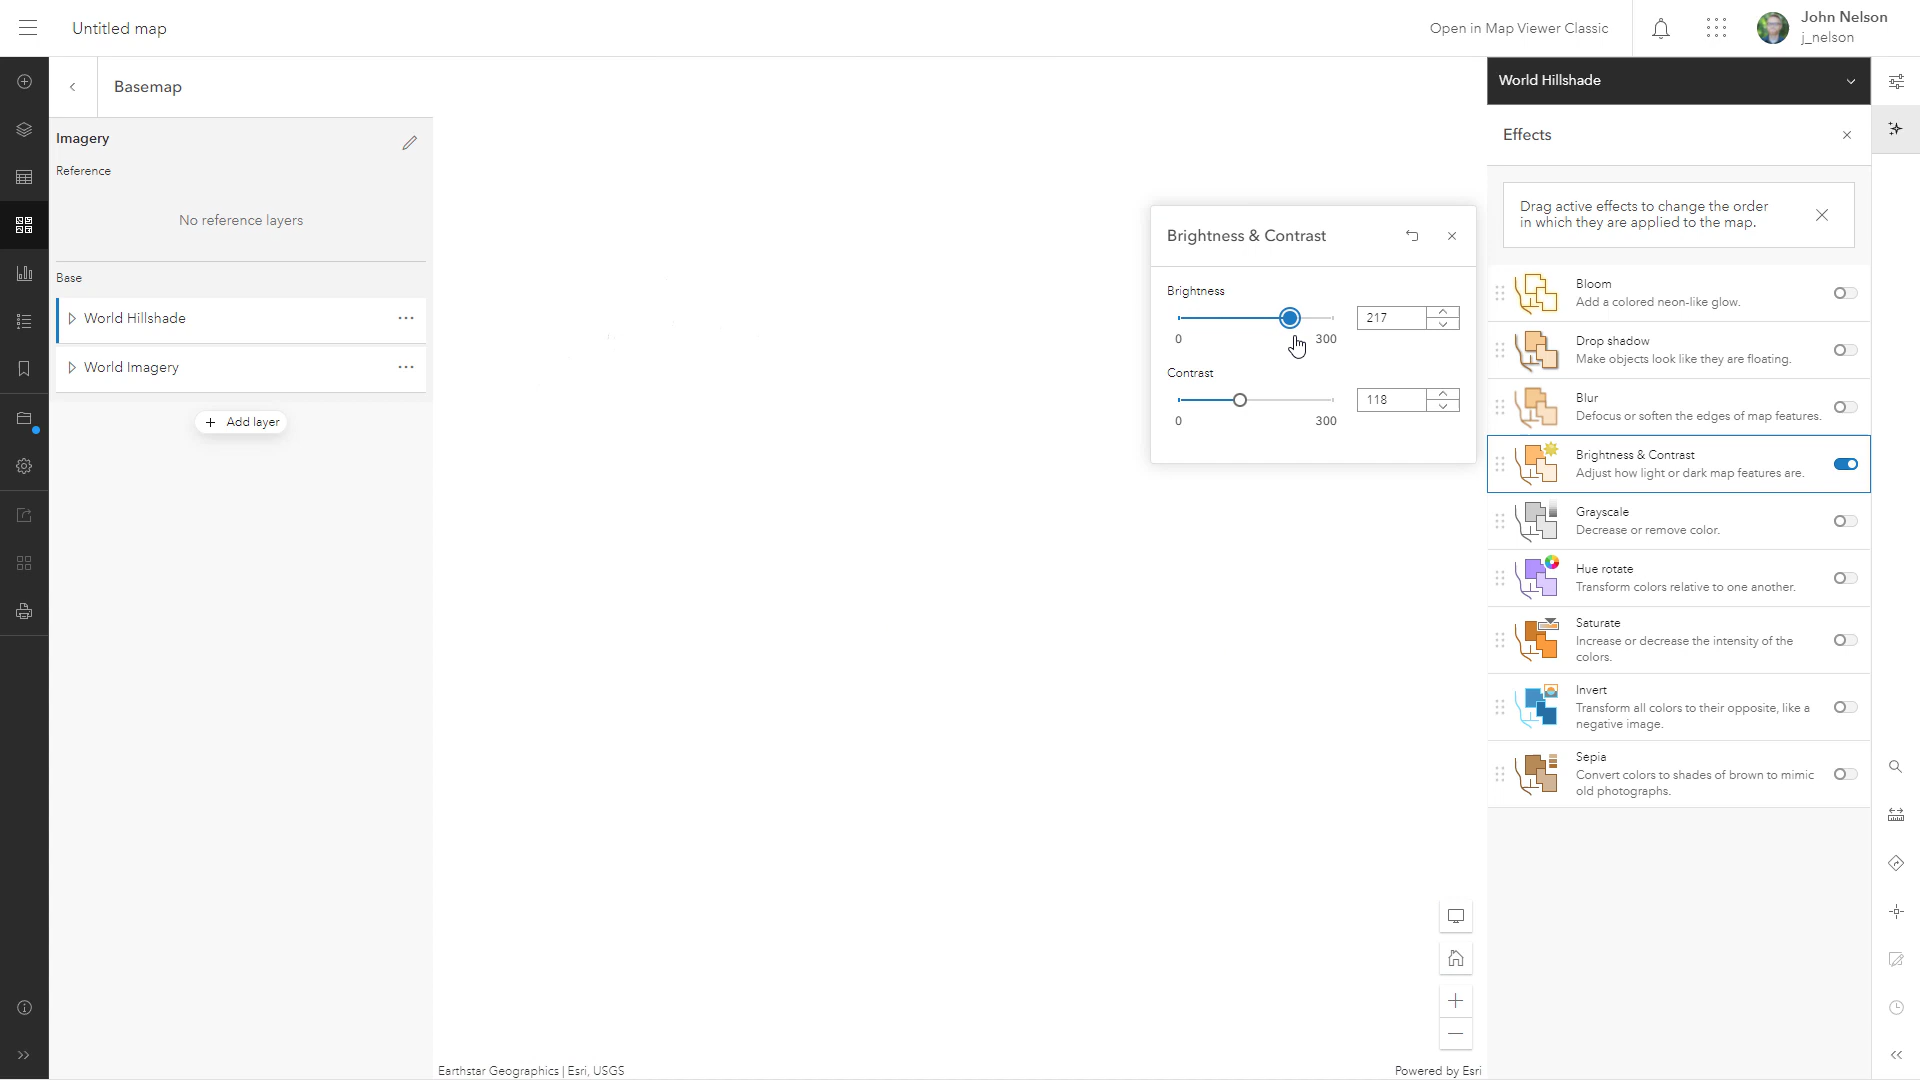 Untitled map
Open in Map Viewer Classic
John Nelson
j_nelson
Basemap
Imagery
Reference
No reference layers
Base
World Hillshade
World Imagery
Add layer
Brightness & Contrast
Brightness
217
0
300
Contrast
118
0
300
World Hillshade
Effects
Drag active effects to change the order
in which they are applied to the map.
Bloom
Add a colored neon-like glow.
Drop shadow
Make objects look like they are floating.
Blur
Defocus or soften the edges of map features.
Brightness & Contrast
Adjust how light or dark map features are.
Grayscale
Decrease or remove color.
Hue rotate
Transform colors relative to one another.
Saturate
Increase or decrease the intensity of the
colors.
Invert
Transform all colors to their opposite, like a
negative image.
Sepia
Convert colors to shades of brown to mimic
old photographs.
Earthstar Geographics | Esri, USGS
Powered by Esri